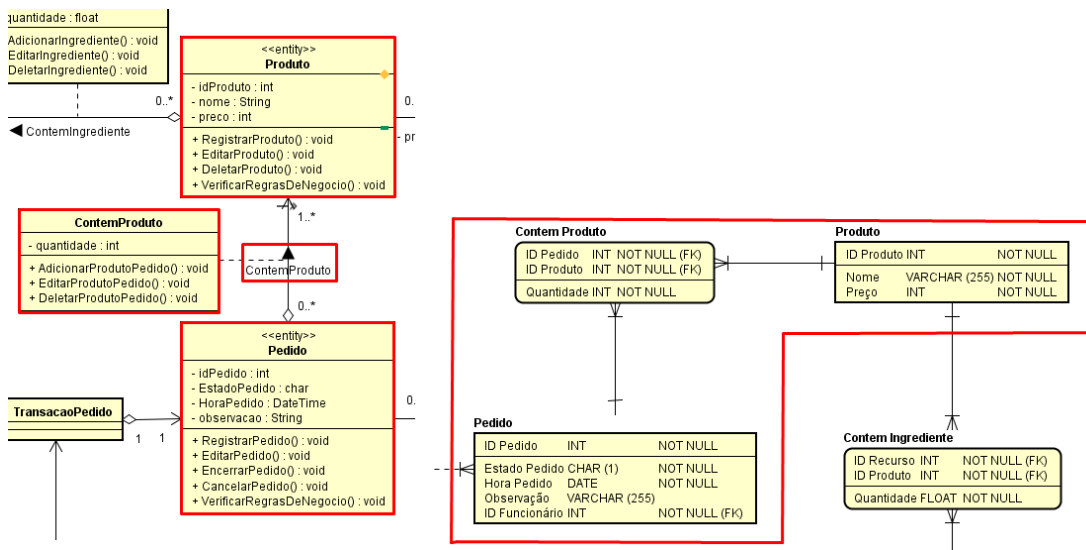 quantidade : float
AdicionarIngrediente() : void
EditarIngrediente() : void
DeletarIngrediente() : void
0..*
ContemIngrediente
<<entity>>
Produto
- idProduto : int
- nome : String
- preco : int
+ RegistrarProduto() : void
+ EditarProduto() : void
+ DeletarProduto() : void
+ VerificarRegrasDeNegocio() : void
0.
- pr
1..*
ContemProduto
- quantidade : int
+ AdicionarProdutoPedido() : void
+ EditarProdutoPedido() : void
+ DeletarProdutoPedido() : void
ContemProduto
0..*
<<entity>>
Pedido
- idPedido : int
- EstadoPedido : char
- HoraPedido : DateTime
- observacao : String
+ RegistrarPedido() : void
+ EditarPedido() : void
+ EncerrarPedido() : void
+ CancelarPedido() : void
+ VerificarRegrasDeNegocio() : void
0.
TransacaoPedido
1
1
Contem Produto
ID Pedido INT NOT NULL (FK)
ID Produto INT NOT NULL (FK)
Quantidade INT NOT NULL
Produto
ID Produto INT NOT NULL
Nome VARCHAR (255) NOT NULL
Preço INT NOT NULL
Pedido
ID Pedido INT NOT NULL
Estado Pedido CHAR (1) NOT NULL
Hora Pedido DATE NOT NULL
Observação VARCHAR (255)
ID Funcionário INT NOT NULL (FK)
Contem Ingrediente
ID Recurso INT NOT NULL (FK)
ID Produto INT NOT NULL (FK)
Quantidade FLOAT NOT NULL